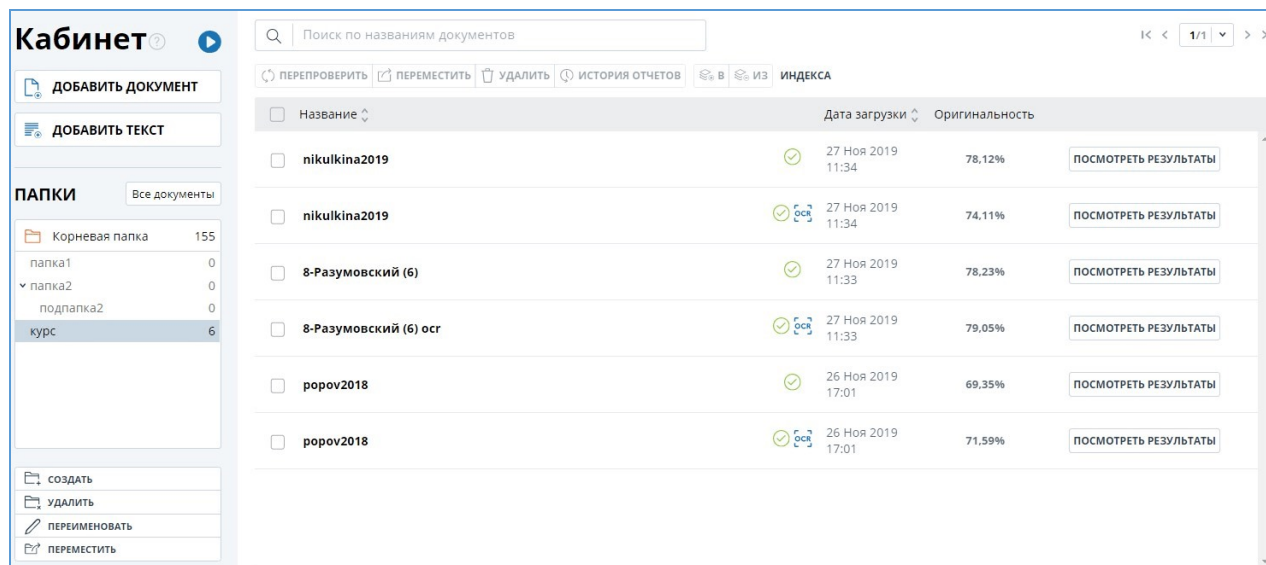 Кабинет ?
ДОБАВИТЬ ДОКУМЕНТ
ДОБАВИТЬ ТЕКСТ
ПАПКИ Все документы
Корневая папка 155
папка1 0
папка2 0
подпапка2 0
курс 6
СОЗДАТЬ
УДАЛИТЬ
ПЕРЕИМЕНОВАТЬ
ПЕРЕМЕСТИТЬ
Поиск по названиям документов 1/1
ПЕРЕПРОВЕРИТЬ ПЕРЕМЕСТИТЬ УДАЛИТЬ ИСТОРИЯ ОТЧЕТОВ В ИЗ ИНДЕКСА
Название Дата загрузки Оригинальность
nikulkina2019 27 Ноя 2019 11:34 78,12% ПОСМОТРЕТЬ РЕЗУЛЬТАТЫ
nikulkina2019 OCR 27 Ноя 2019 11:34 74,11% ПОСМОТРЕТЬ РЕЗУЛЬТАТЫ
8-Разумовский (6) 27 Ноя 2019 11:33 78,23% ПОСМОТРЕТЬ РЕЗУЛЬТАТЫ
8-Разумовский (6) ocr OCR 27 Ноя 2019 11:33 79,05% ПОСМОТРЕТЬ РЕЗУЛЬТАТЫ
popov2018 26 Ноя 2019 17:01 69,35% ПОСМОТРЕТЬ РЕЗУЛЬТАТЫ
popov2018 OCR 26 Ноя 2019 17:01 71,59% ПОСМОТРЕТЬ РЕЗУЛЬТАТЫ